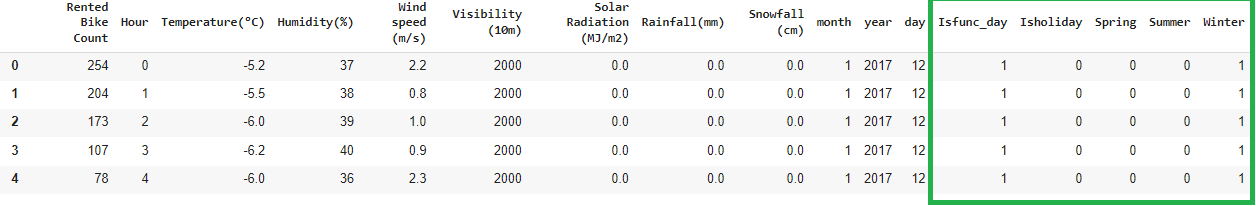 Rented Bike Count Hour Temperature(°C) Humidity(%) Wind speed (m/s) Visibility (10m) Solar Radiation (MJ/m2) Rainfall(mm) Snowfall (cm) month year day Isfunc_day Isholiday Spring Summer Winter
0 254 0 -5.2 37 2.2 2000 0.0 0.0 0.0 1 2017 12 1 0 0 0 1
1 204 1 -5.5 38 0.8 2000 0.0 0.0 0.0 1 2017 12 1 0 0 0 1
2 173 2 -6.0 39 1.0 2000 0.0 0.0 0.0 1 2017 12 1 0 0 0 1
3 107 3 -6.2 40 0.9 2000 0.0 0.0 0.0 1 2017 12 1 0 0 0 1
4 78 4 -6.0 36 2.3 2000 0.0 0.0 0.0 1 2017 12 1 0 0 0 1